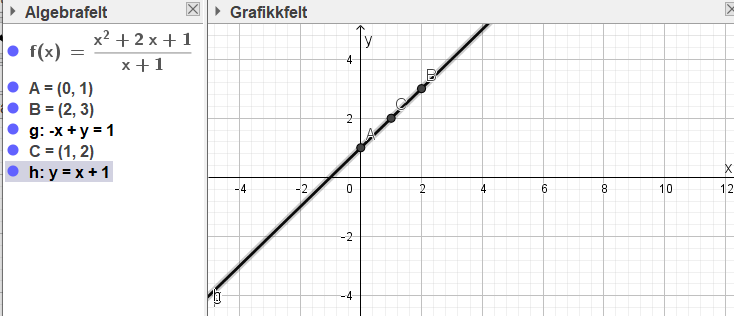 Algebrafelt
f(x) = (x² + 2 x + 1) / (x + 1)
A = (0, 1)
B = (2, 3)
g: -x + y = 1
C = (1, 2)
h: y = x + 1
Grafikkfelt
y
4
B
C
2
A
x
-4 -2 0 2 4 6 8 10 12
-2
-4